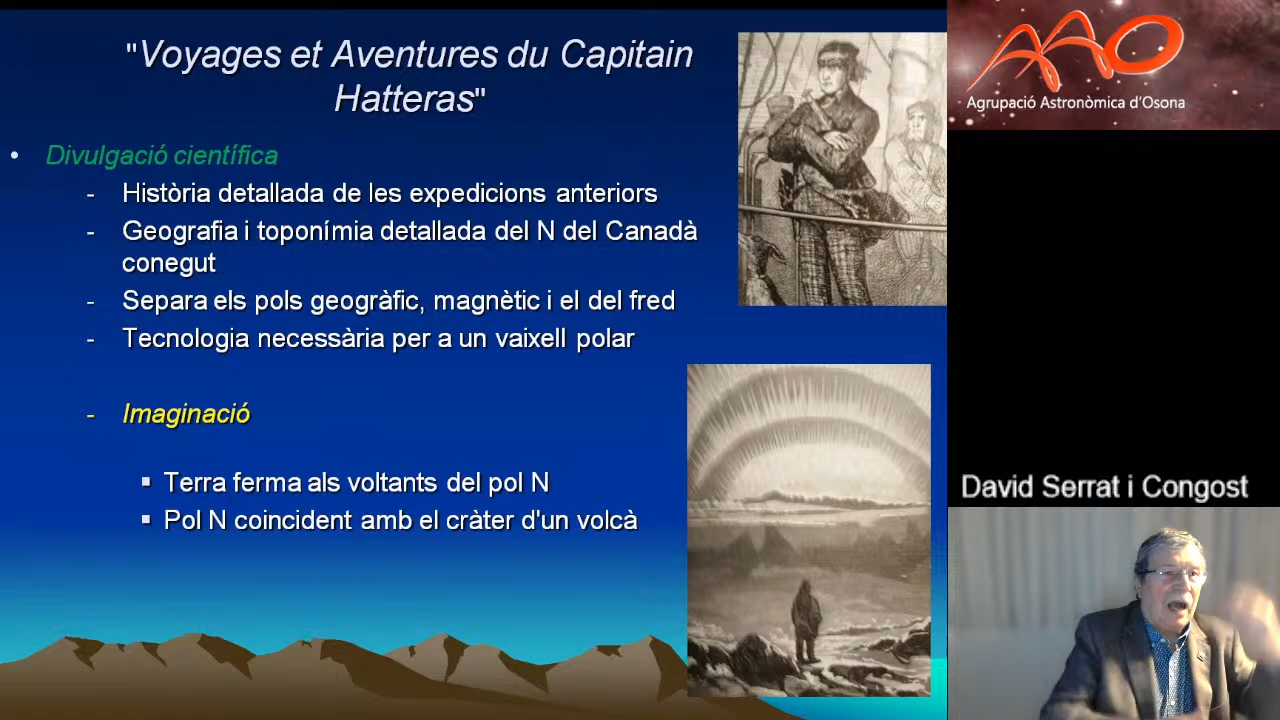 "Voyages et Aventures du Capitain
Hatteras"
• Divulgació científica
- Història detallada de les expedicions anteriors
- Geografia i toponímia detallada del N del Canadà
conegut
- Separa els pols geogràfic, magnètic i el del fred
- Tecnologia necessària per a un vaixell polar
- Imaginació
▪ Terra ferma als voltants del pol N
▪ Pol N coincident amb el cràter d'un volcà
AAO
Agrupació Astronòmica d'Osona
David Serrat i Congost